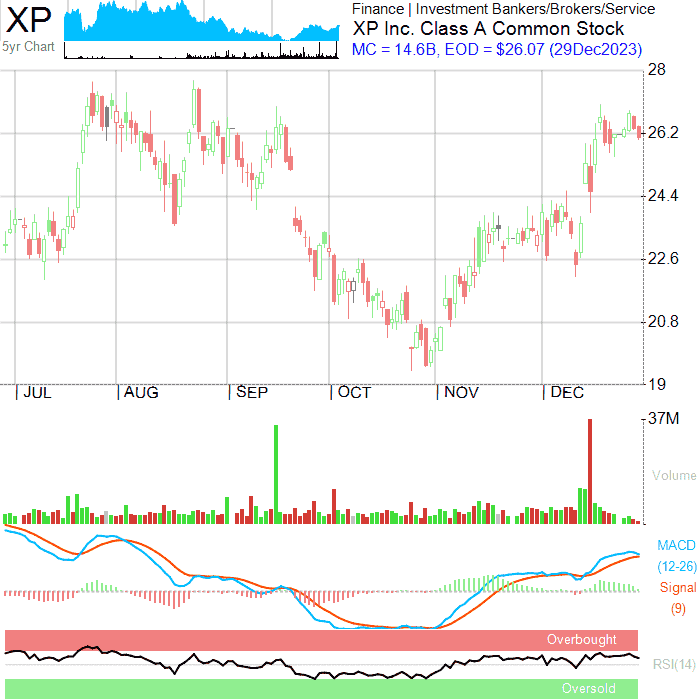 XP
5yr Chart
Finance | Investment Bankers/Brokers/Service
XP Inc. Class A Common Stock
MC = 14.6B, EOD = $26.07 (29Dec2023)
28
26.2
24.4
22.6
20.8
19
JUL AUG SEP OCT NOV DEC
37M
Volume
MACD
(12-26)
Signal
(9)
Overbought
RSI(14)
Oversold